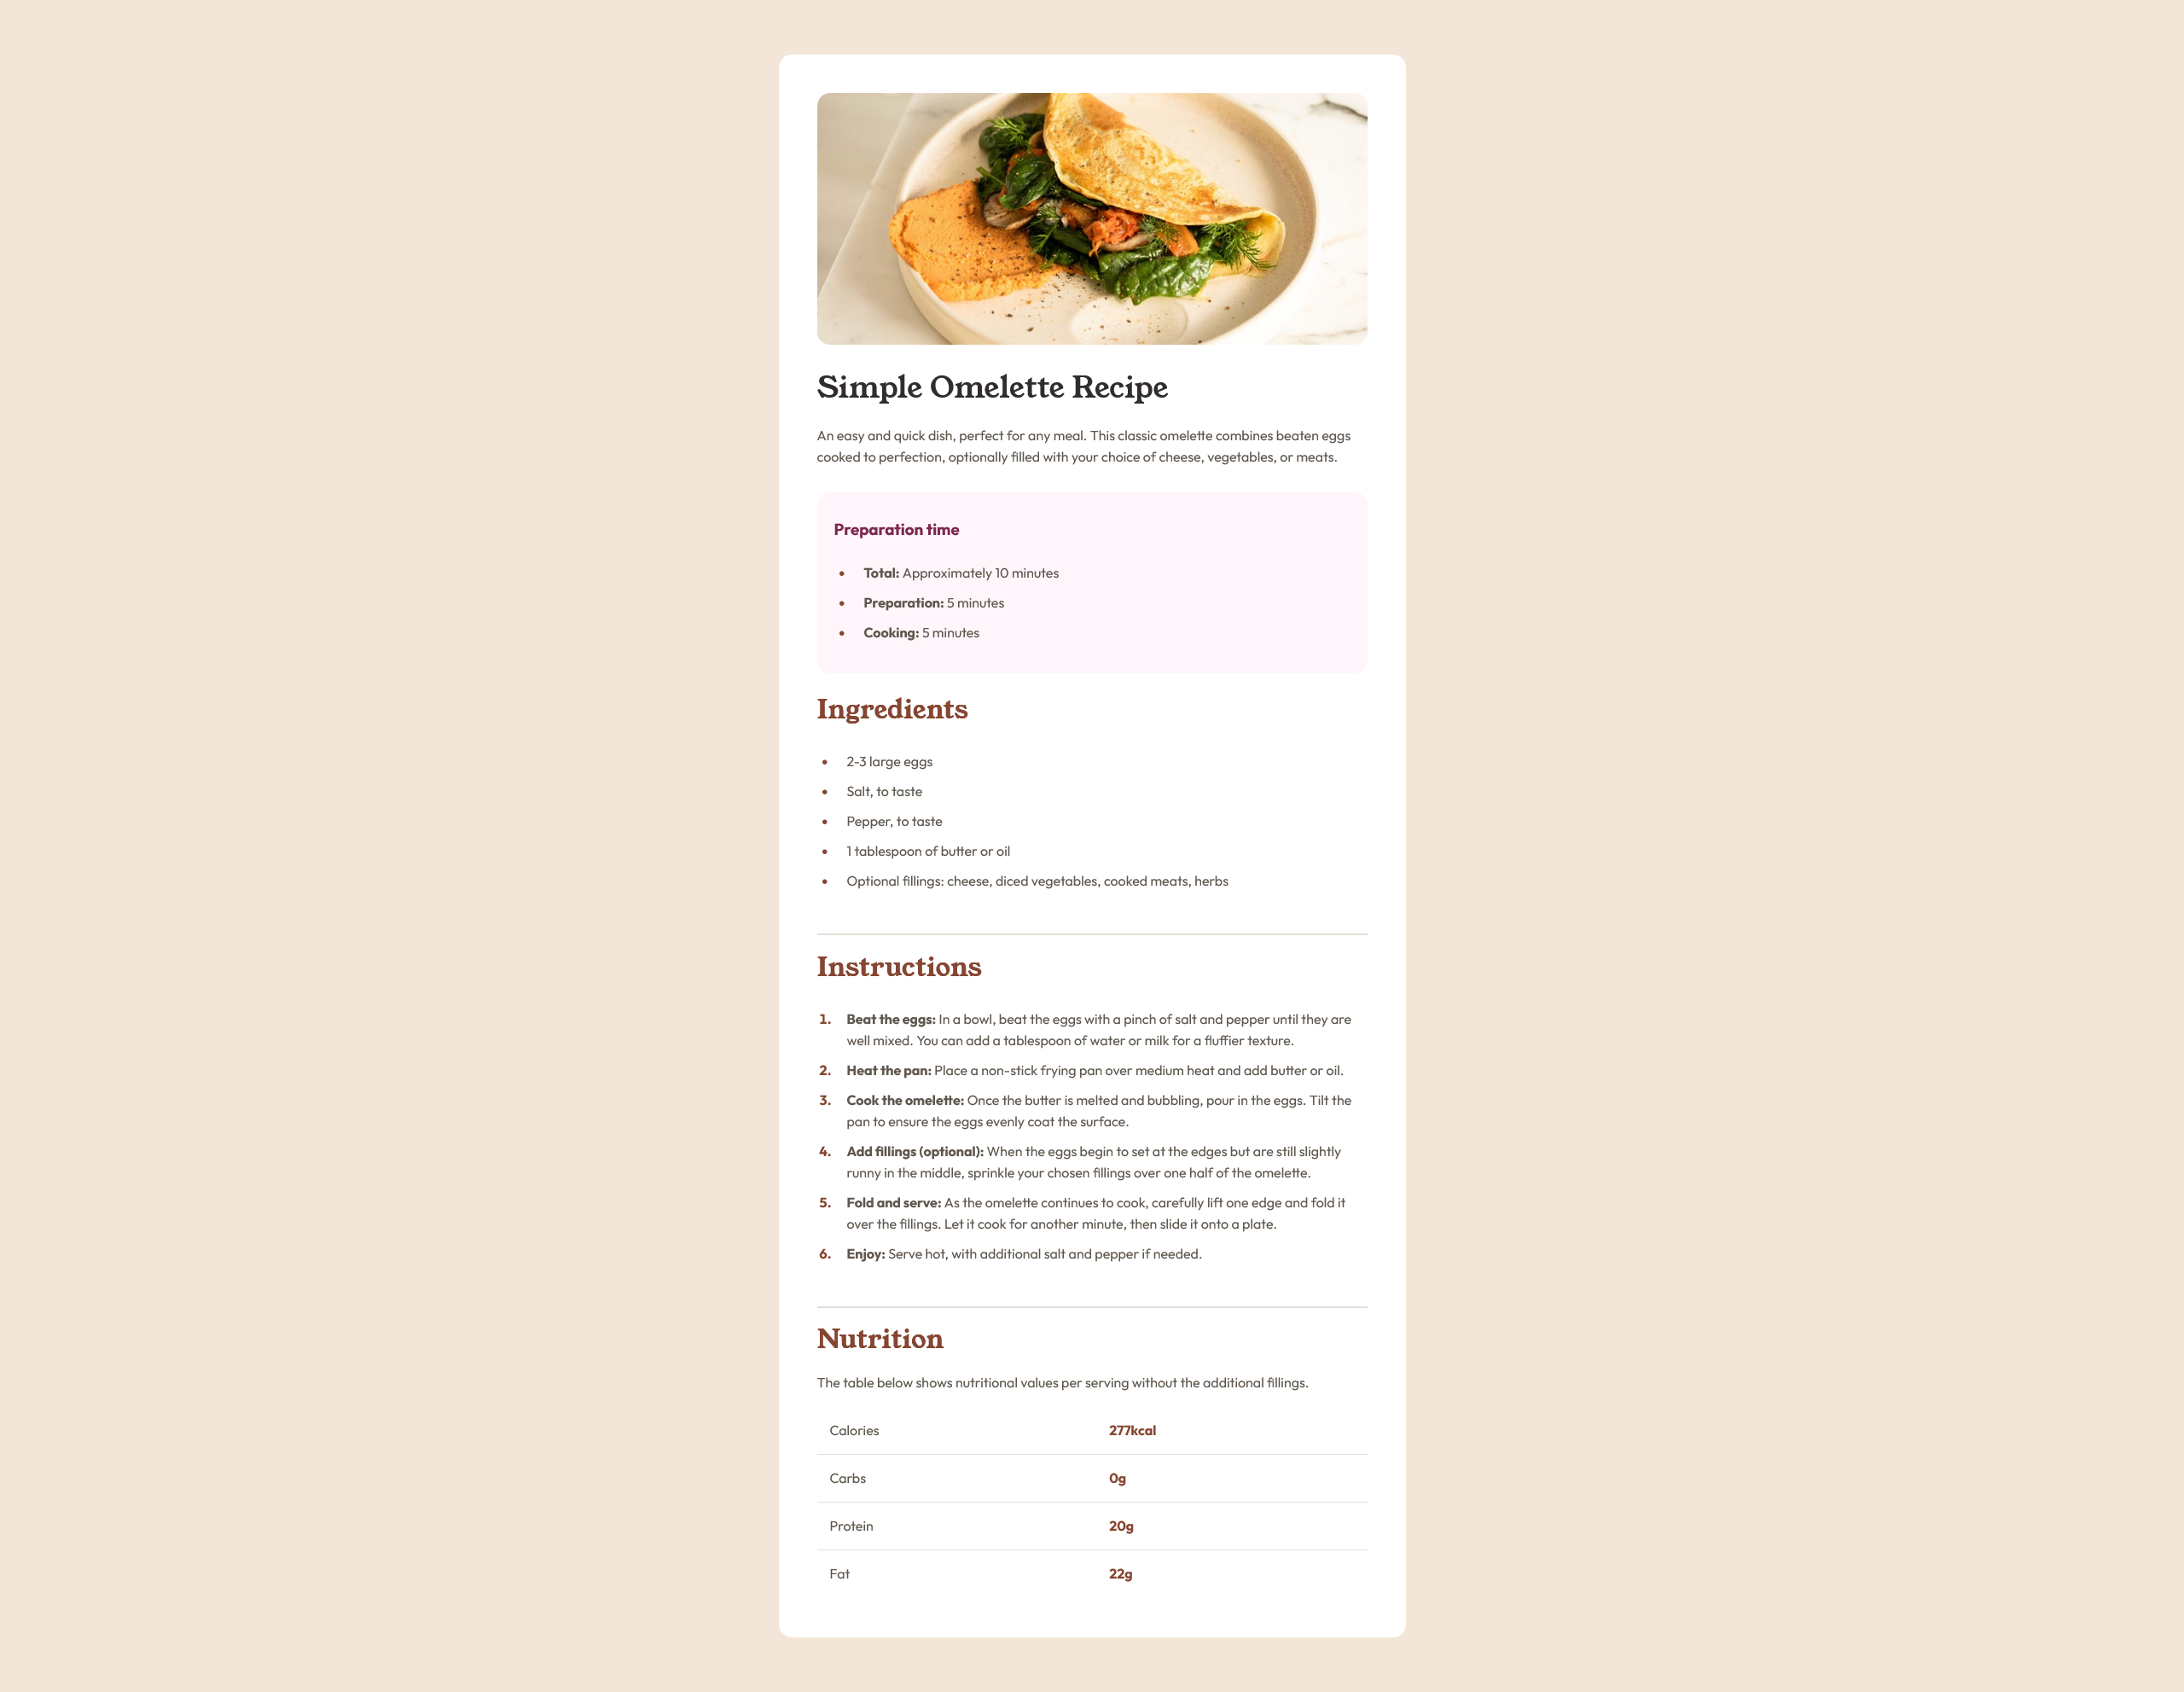 Simple Omelette Recipe
An easy and quick dish, perfect for any meal. This classic omelette combines beaten eggs
cooked to perfection, optionally filled with your choice of cheese, vegetables, or meats.
Preparation time
• Total: Approximately 10 minutes
• Preparation: 5 minutes
• Cooking: 5 minutes
Ingredients
• 2-3 large eggs
• Salt, to taste
• Pepper, to taste
• 1 tablespoon of butter or oil
• Optional fillings: cheese, diced vegetables, cooked meats, herbs
Instructions
1. Beat the eggs: In a bowl, beat the eggs with a pinch of salt and pepper until they are
well mixed. You can add a tablespoon of water or milk for a fluffier texture.
2. Heat the pan: Place a non-stick frying pan over medium heat and add butter or oil.
3. Cook the omelette: Once the butter is melted and bubbling, pour in the eggs. Tilt the
pan to ensure the eggs evenly coat the surface.
4. Add fillings (optional): When the eggs begin to set at the edges but are still slightly
runny in the middle, sprinkle your chosen fillings over one half of the omelette.
5. Fold and serve: As the omelette continues to cook, carefully lift one edge and fold it
over the fillings. Let it cook for another minute, then slide it onto a plate.
6. Enjoy: Serve hot, with additional salt and pepper if needed.
Nutrition
The table below shows nutritional values per serving without the additional fillings.
Calories 277kcal
Carbs 0g
Protein 20g
Fat 22g